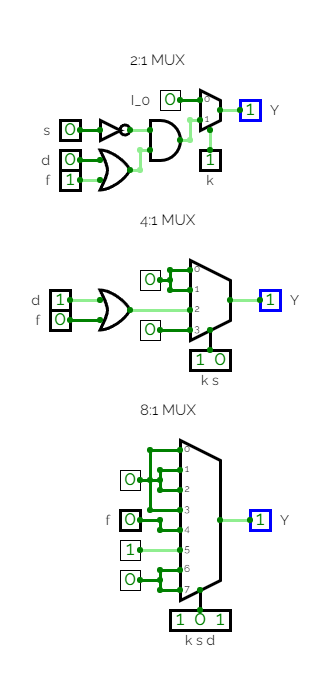 2:1 MUX
I_0 0 0 1 Y
s 0 1
d 0
f 1 1
k
4:1 MUX
0 0
d 1 1 1 Y
f 0 2
0 3
1 0
k s
8:1 MUX
0
1
0 2
3
f 0 4 1 Y
1 5
0 6
7
1 0 1
k s d